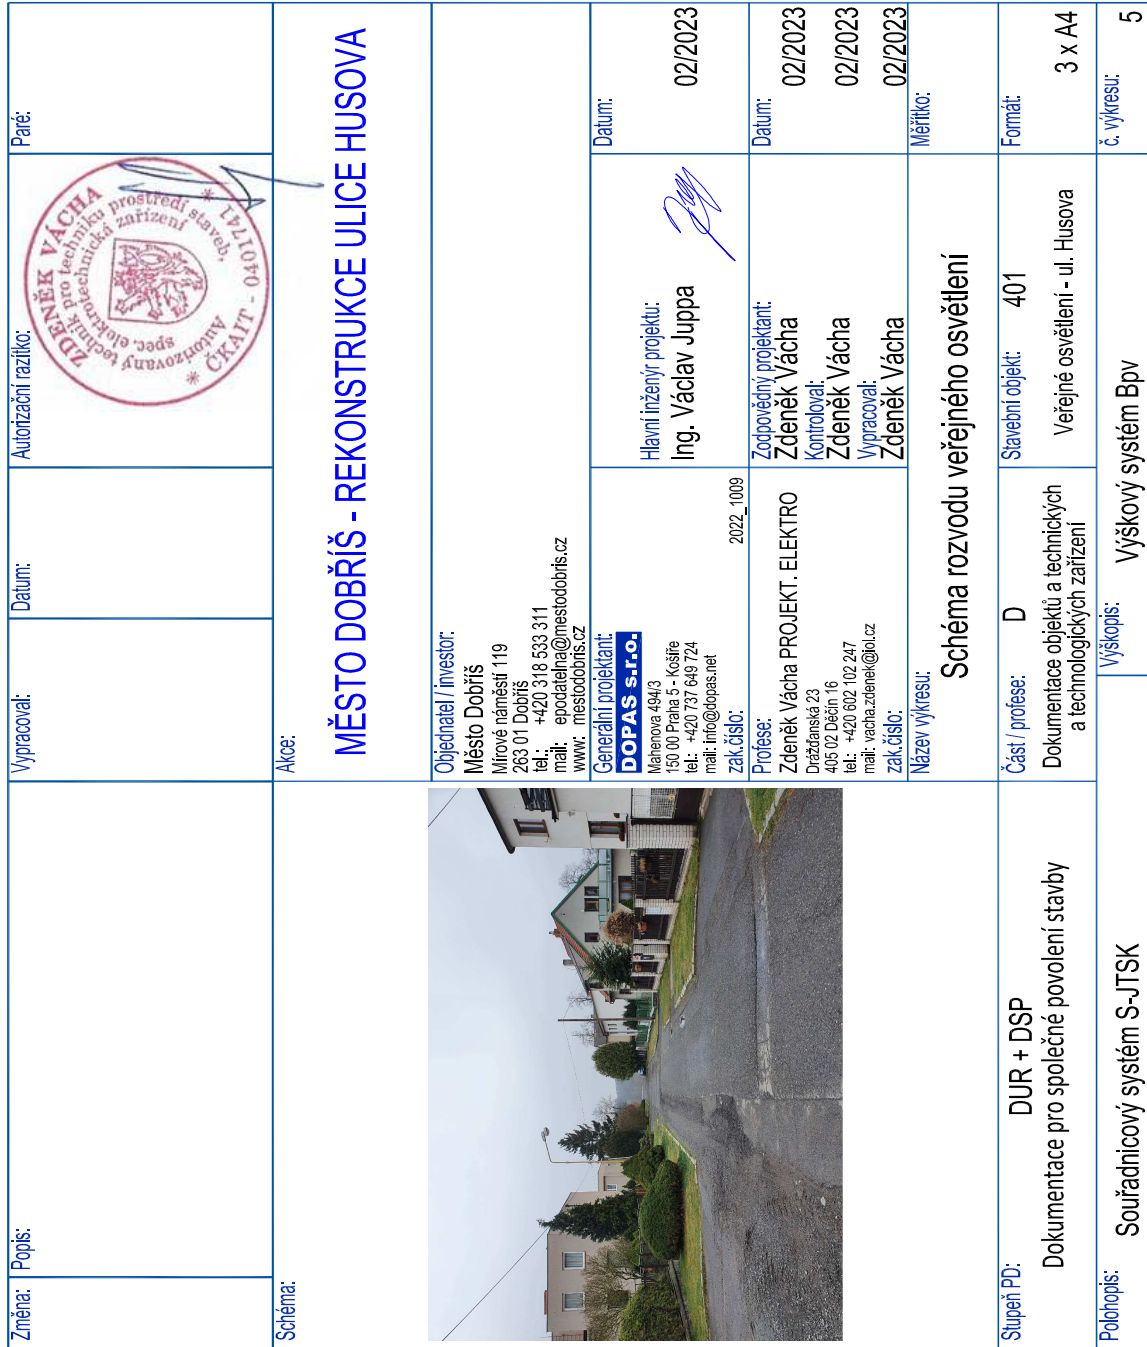 Změna:
Popis:
Vypracoval:
Datum:
Autorizační razítko:
Paré:
ZDENĚK VÁCHA
Autorizovaný technik pro techniku prostředí staveb,
spec. elektrotechnická zařízení
* ČKAIT - 0401741 *
Schéma:
Akce:
MĚSTO DOBŘÍŠ - REKONSTRUKCE ULICE HUSOVA
Objednatel / investor:
Město Dobříš
Mírové náměstí 119
263 01 Dobříš
tel.: +420 318 533 311
mail: epodatelna@mestodobris.cz
www: mestodobris.cz
Generální projektant:
DOPAS s.r.o.
Mahenova 494/3
150 00 Praha 5 - Košíře
tel.: +420 737 649 724
mail: info@dopas.net
zak.číslo: 2022_1009
Hlavní inženýr projektu:
Ing. Václav Juppa
Datum:
02/2023
Profese:
Zdeněk Vácha PROJEKT. ELEKTRO
Drážďanská 23
405 02 Děčín 16
tel.: +420 602 102 247
mail: vacha.zdenek@iol.cz
zak.číslo:
Zodpovědný projektant:
Zdeněk Vácha
Kontroloval:
Zdeněk Vácha
Vypracoval:
Zdeněk Vácha
Datum:
02/2023
02/2023
02/2023
Název výkresu:
Schéma rozvodu veřejného osvětlení
Měřítko:
Stupeň PD:
DUR + DSP
Dokumentace pro společné povolení stavby
Část / profese: D
Dokumentace objektů a technických
a technologických zařízení
Stavební objekt: 401
Veřejné osvětlení - ul. Husova
Formát:
3 x A4
Polohopis:
Souřadnicový systém S-JTSK
Výškopis:
Výškový systém Bpv
č. výkresu:
5